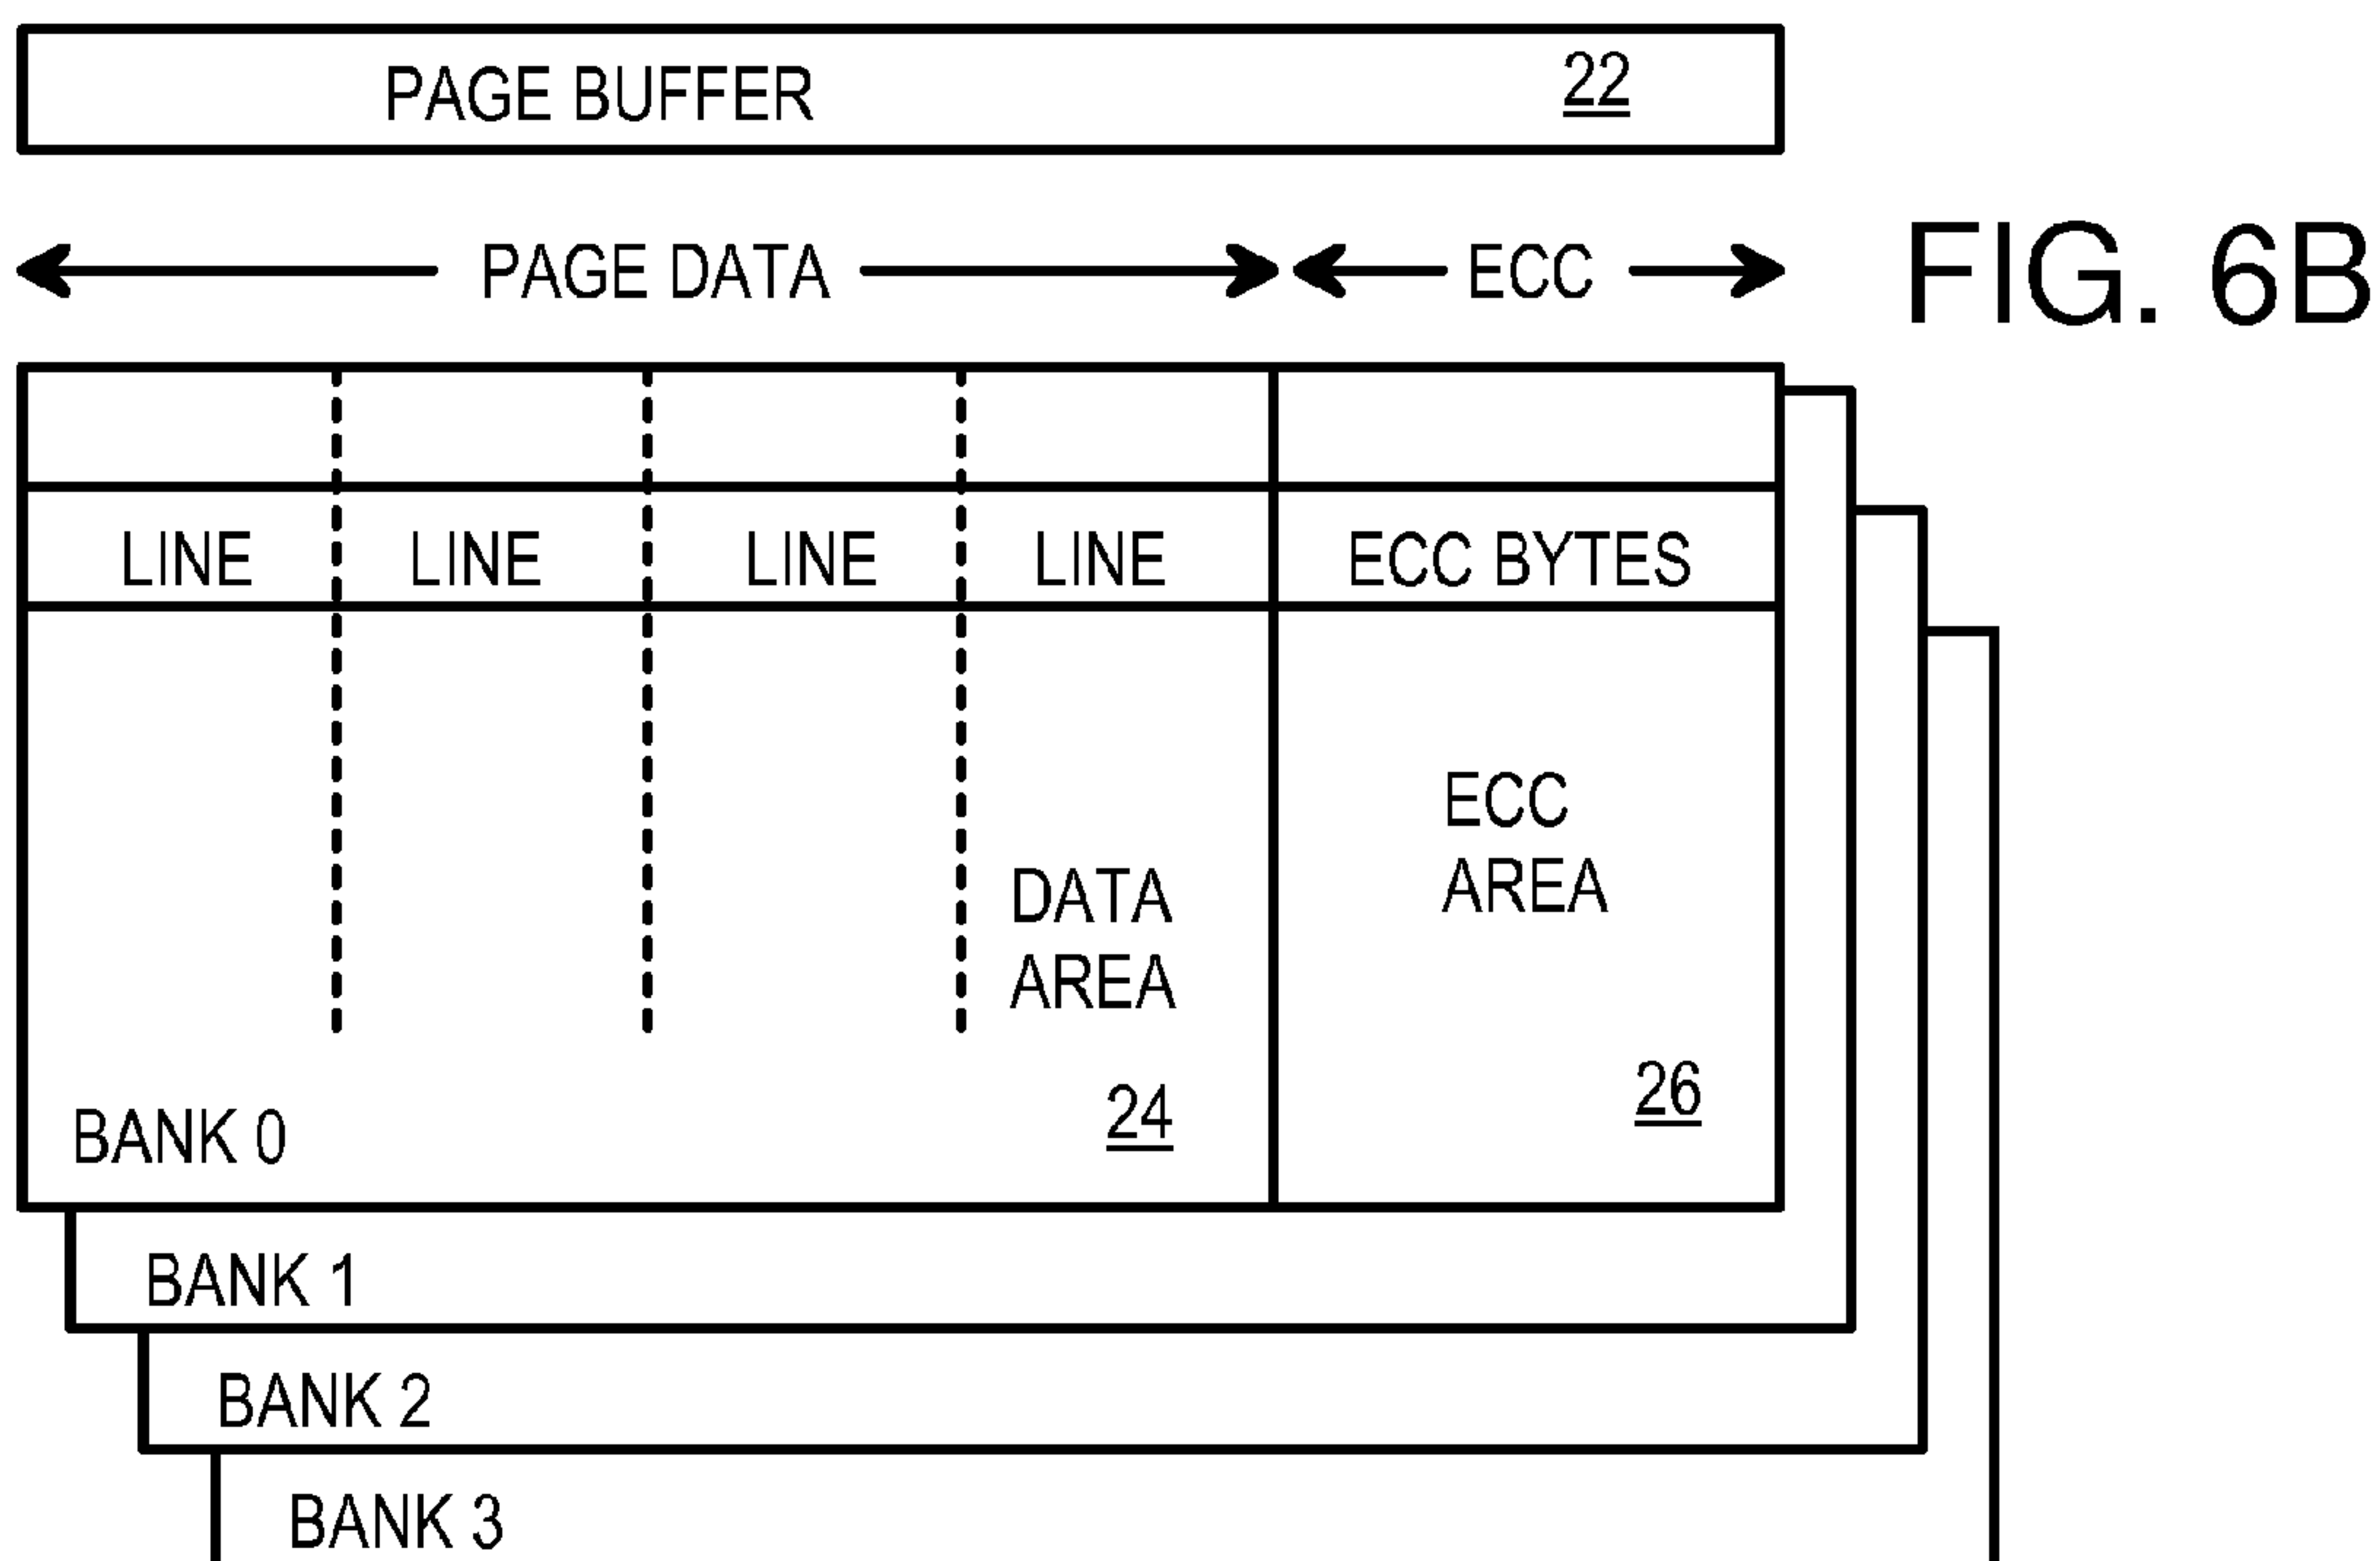 PAGE BUFFER 22
PAGE DATA ECC
FIG. 6B
LINE LINE LINE LINE ECC BYTES
ECC
AREA
DATA
AREA
24
26
BANK 0
BANK 1
BANK 2
BANK 3